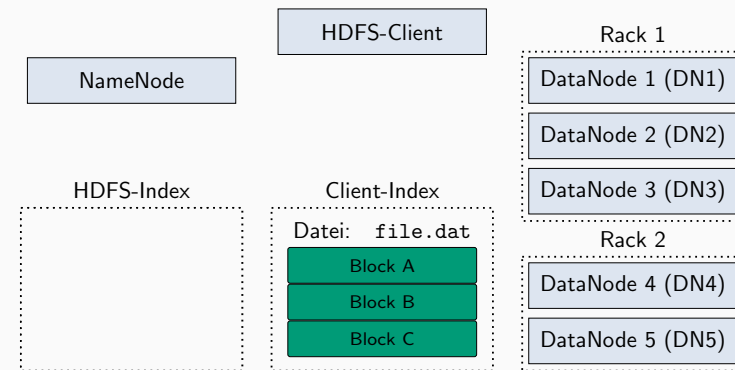 HDFS-Client
NameNode
HDFS-Index
Client-Index
Datei: file.dat
Block A
Block B
Block C
Rack 1
DataNode 1 (DN1)
DataNode 2 (DN2)
DataNode 3 (DN3)
Rack 2
DataNode 4 (DN4)
DataNode 5 (DN5)